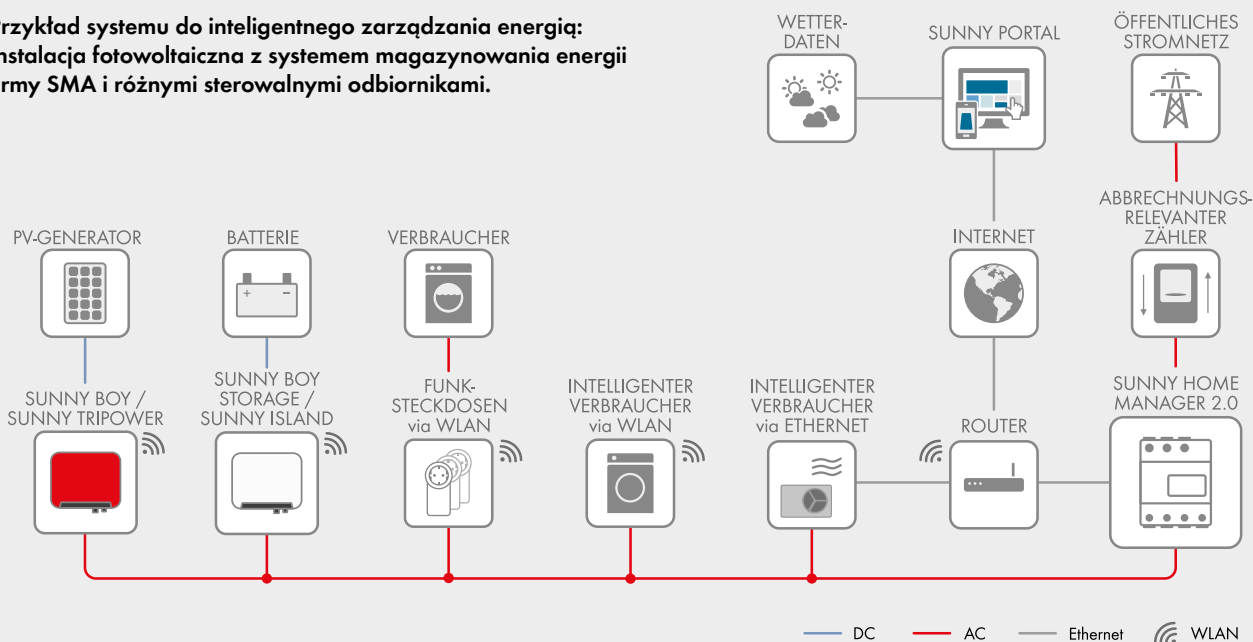 Przykład systemu do inteligentnego zarządzania energią:
nstalacja fotowoltaiczna z systemem magazynowania energii
rmy SMA i różnymi sterowalnymi odbiornikami.
WETTER-
DATEN
SUNNY PORTAL
ÖFFENTLICHES
STROMNETZ
PV-GENERATOR
BATTERIE
VERBRAUCHER
INTERNET
ABBRECHNUNGS-
RELEVANTER
ZÄHLER
SUNNY BOY /
SUNNY TRIPOWER
SUNNY BOY
STORAGE /
SUNNY ISLAND
FUNK-
STECKDOSEN
via WLAN
INTELLIGENTER
VERBRAUCHER
via WLAN
INTELLIGENTER
VERBRAUCHER
via ETHERNET
ROUTER
SUNNY HOME
MANAGER 2.0
DC
AC
Ethernet
WLAN